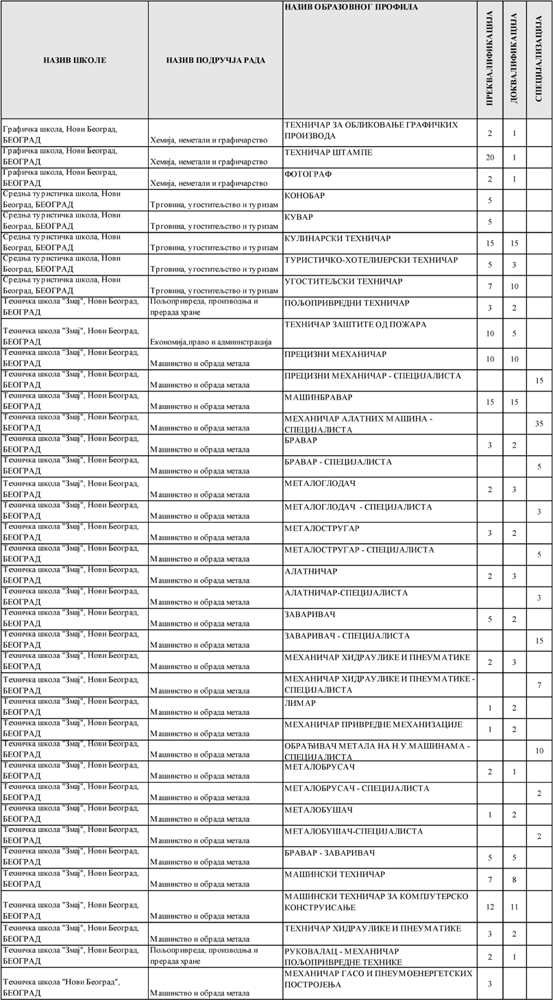 НАЗИВ ШКОЛЕ
НАЗИВ ПОДРУЧЈА РАДА
НАЗИВ ОБРАЗОВНОГ ПРОФИЛА
ПРЕКВАЛИФИКАЦИЈА
ДОКВАЛИФИКАЦИЈА
СПЕЦИЈАЛИЗАЦИЈА
Графичка школа, Нови Београд,
БЕОГРАД
Хемија, неметали и графичарство
ТЕХНИЧАР ЗА ОБЛИКОВАЊЕ ГРАФИЧКИХ
ПРОИЗВОДА
2 1
Графичка школа, Нови Београд,
БЕОГРАД
Хемија, неметали и графичарство
ТЕХНИЧАР ШТАМПЕ
20 1
Графичка школа, Нови Београд,
БЕОГРАД
Хемија, неметали и графичарство
ФОТОГРАФ
2 1
Средња туристичка школа, Нови
Београд, БЕОГРАД
Трговина, угоститељство и туризам
КОНОБАР
5
Средња туристичка школа, Нови
Београд, БЕОГРАД
Трговина, угоститељство и туризам
КУВАР
5
Средња туристичка школа, Нови
Београд, БЕОГРАД
Трговина, угоститељство и туризам
КУЛИНАРСКИ ТЕХНИЧАР
15 15
Средња туристичка школа, Нови
Београд, БЕОГРАД
Трговина, угоститељство и туризам
ТУРИСТИЧКО-ХОТЕЛИЈЕРСКИ ТЕХНИЧАР
5 3
Средња туристичка школа, Нови
Београд, БЕОГРАД
Трговина, угоститељство и туризам
УГОСТИТЕЉСКИ ТЕХНИЧАР
7 10
Техничка школа "Змај", Нови Београд,
БЕОГРАД
Пољопривреда, производња и
прерада хране
ПОЉОПРИВРЕДНИ ТЕХНИЧАР
3 2
Техничка школа "Змај", Нови Београд,
БЕОГРАД
Економија,право и администрација
ТЕХНИЧАР ЗАШТИТЕ ОД ПОЖАРА
10 5
Техничка школа "Змај", Нови Београд,
БЕОГРАД
Машинство и обрада метала
ПРЕЦИЗНИ МЕХАНИЧАР
10 10
Техничка школа "Змај", Нови Београд,
БЕОГРАД
Машинство и обрада метала
ПРЕЦИЗНИ МЕХАНИЧАР - СПЕЦИЈАЛИСТА
15
Техничка школа "Змај", Нови Београд,
БЕОГРАД
Машинство и обрада метала
МАШИНБРАВАР
15 15
Техничка школа "Змај", Нови Београд,
БЕОГРАД
Машинство и обрада метала
МЕХАНИЧАР АЛАТНИХ МАШИНА -
СПЕЦИЈАЛИСТА
35
Техничка школа "Змај", Нови Београд,
БЕОГРАД
Машинство и обрада метала
БРАВАР
3 2
Техничка школа "Змај", Нови Београд,
БЕОГРАД
Машинство и обрада метала
БРАВАР - СПЕЦИЈАЛИСТА
5
Техничка школа "Змај", Нови Београд,
БЕОГРАД
Машинство и обрада метала
МЕТАЛОГЛОДАЧ
2 3
Техничка школа "Змај", Нови Београд,
БЕОГРАД
Машинство и обрада метала
МЕТАЛОГЛОДАЧ - СПЕЦИЈАЛИСТА
3
Техничка школа "Змај", Нови Београд,
БЕОГРАД
Машинство и обрада метала
МЕТАЛОСТРУГАР
3 2
Техничка школа "Змај", Нови Београд,
БЕОГРАД
Машинство и обрада метала
МЕТАЛОСТРУГАР - СПЕЦИЈАЛИСТА
5
Техничка школа "Змај", Нови Београд,
БЕОГРАД
Машинство и обрада метала
АЛАТНИЧАР
2 3
Техничка школа "Змај", Нови Београд,
БЕОГРАД
Машинство и обрада метала
АЛАТНИЧАР-СПЕЦИЈАЛИСТА
3
Техничка школа "Змај", Нови Београд,
БЕОГРАД
Машинство и обрада метала
ЗАВАРИВАЧ
5 2
Техничка школа "Змај", Нови Београд,
БЕОГРАД
Машинство и обрада метала
ЗАВАРИВАЧ - СПЕЦИЈАЛИСТА
15
Техничка школа "Змај", Нови Београд,
БЕОГРАД
Машинство и обрада метала
МЕХАНИЧАР ХИДРАУЛИКЕ И ПНЕУМАТИКЕ
2 3
Техничка школа "Змај", Нови Београд,
БЕОГРАД
Машинство и обрада метала
МЕХАНИЧАР ХИДРАУЛИКЕ И ПНЕУМАТИКЕ -
СПЕЦИЈАЛИСТА
7
Техничка школа "Змај", Нови Београд,
БЕОГРАД
Машинство и обрада метала
ЛИМАР
1 2
Техничка школа "Змај", Нови Београд,
БЕОГРАД
Машинство и обрада метала
МЕХАНИЧАР ПРИВРЕДНЕ МЕХАНИЗАЦИЈЕ
1 2
Техничка школа "Змај", Нови Београд,
БЕОГРАД
Машинство и обрада метала
ОБРАЂИВАЧ МЕТАЛА НА Н.У.МАШИНАМА -
СПЕЦИЈАЛИСТА
10
Техничка школа "Змај", Нови Београд,
БЕОГРАД
Машинство и обрада метала
МЕТАЛОБРУСАЧ
2 1
Техничка школа "Змај", Нови Београд,
БЕОГРАД
Машинство и обрада метала
МЕТАЛОБРУСАЧ - СПЕЦИЈАЛИСТА
2
Техничка школа "Змај", Нови Београд,
БЕОГРАД
Машинство и обрада метала
МЕТАЛОБУШАЧ
1 2
Техничка школа "Змај", Нови Београд,
БЕОГРАД
Машинство и обрада метала
МЕТАЛОБУШАЧ-СПЕЦИЈАЛИСТА
2
Техничка школа "Змај", Нови Београд,
БЕОГРАД
Машинство и обрада метала
БРАВАР - ЗАВАРИВАЧ
5 5
Техничка школа "Змај", Нови Београд,
БЕОГРАД
Машинство и обрада метала
МАШИНСКИ ТЕХНИЧАР
7 8
Техничка школа "Змај", Нови Београд,
БЕОГРАД
Машинство и обрада метала
МАШИНСКИ ТЕХНИЧАР ЗА КОМПЈУТЕРСКО
КОНСТРУИСАЊЕ
12 11
Техничка школа "Змај", Нови Београд,
БЕОГРАД
Машинство и обрада метала
ТЕХНИЧАР ХИДРАУЛИКЕ И ПНЕУМАТИКЕ
3 2
Техничка школа "Змај", Нови Београд,
БЕОГРАД
Пољопривреда, производња и
прерада хране
РУКОВАЛАЦ - МЕХАНИЧАР
ПОЉОПРИВРЕДНЕ ТЕХНИКЕ
2 1
Техничка школа "Нови Београд",
БЕОГРАД
Машинство и обрада метала
МЕХАНИЧАР ГАСО И ПНЕУМОЕНЕРГЕТСКИХ
ПОСТРОЈЕЊА
3